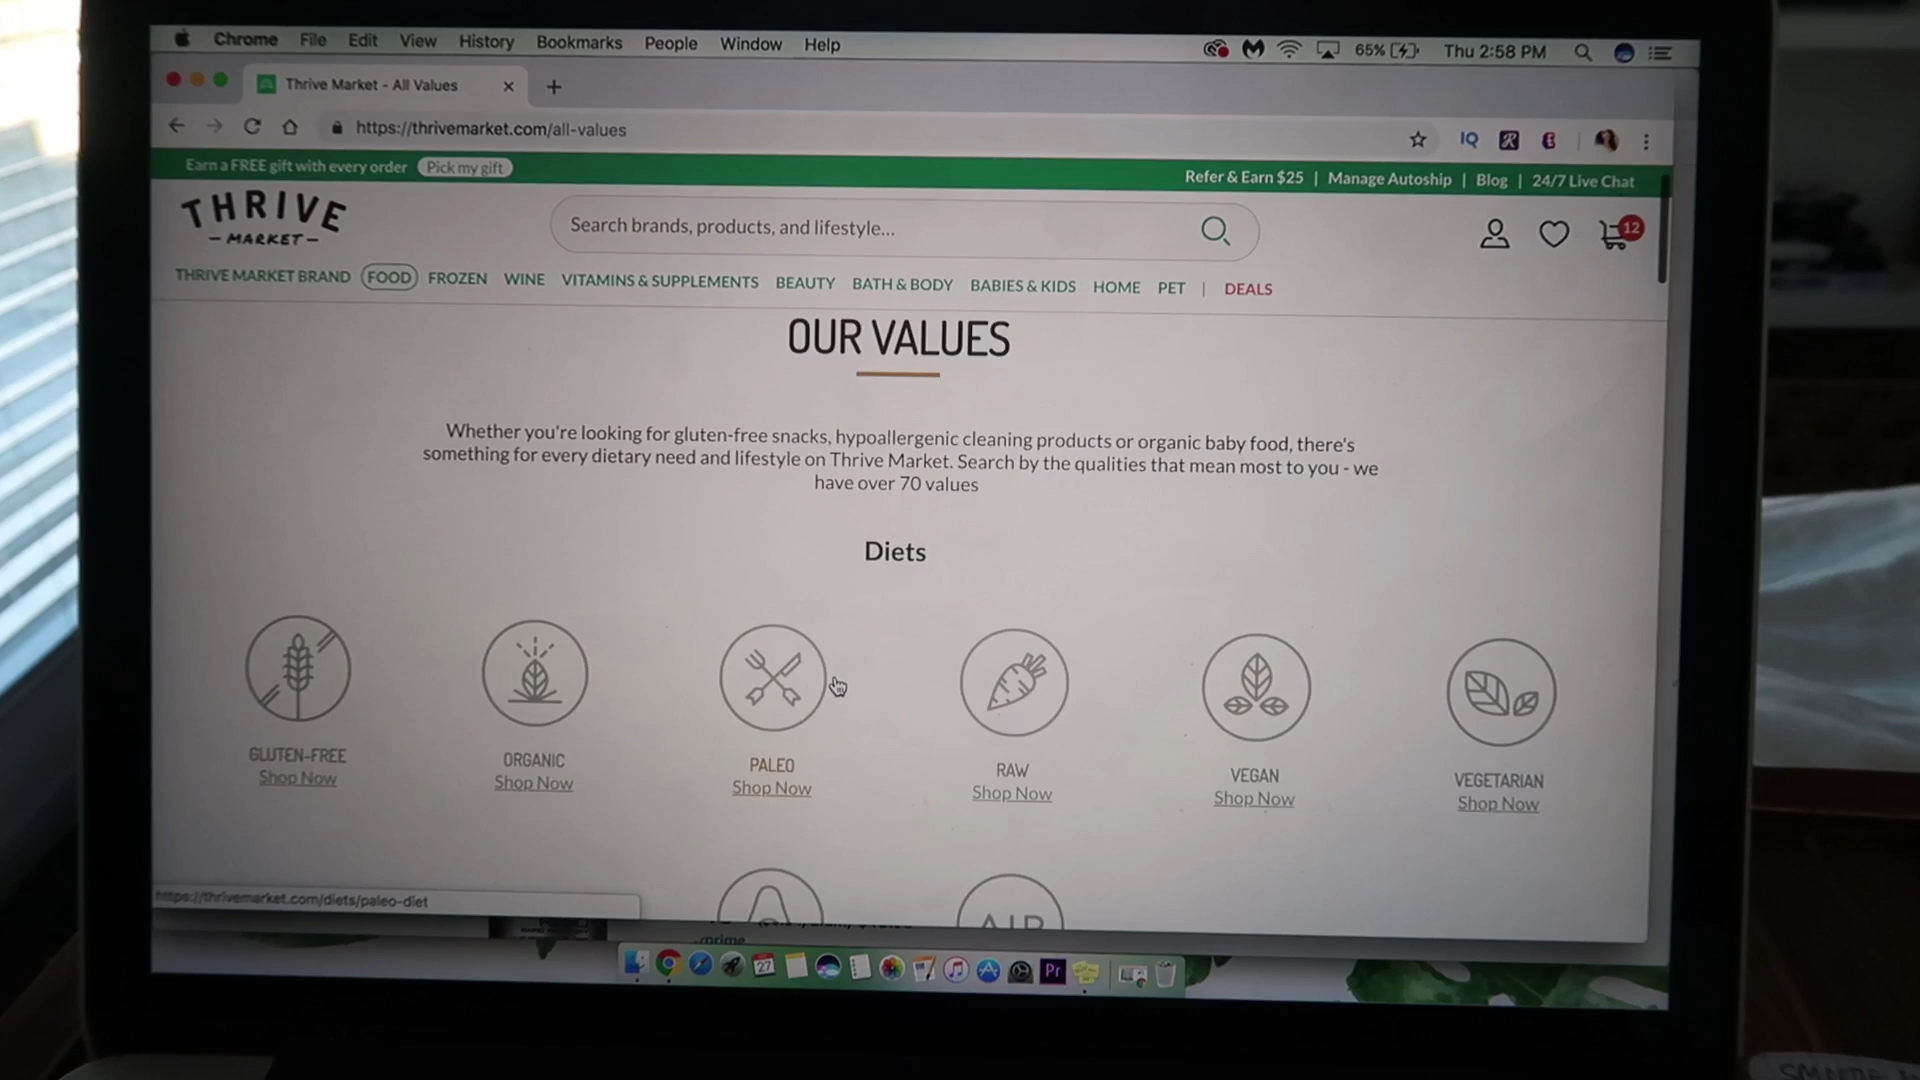 Chrome File Edit View History Bookmarks People Window Help
65% Thu 2:58 PM
Thrive Market - All Values
https://thrivemarket.com/all-values
IQ
Earn a FREE gift with every order Pick my gift
Refer & Earn $25 | Manage Autoship | Blog | 24/7 Live Chat
THRIVE
MARKET
Search brands, products, and lifestyle...
12
THRIVE MARKET BRAND FOOD FROZEN WINE VITAMINS & SUPPLEMENTS BEAUTY BATH & BODY BABIES & KIDS HOME PET | DEALS
OUR VALUES
Whether you're looking for gluten-free snacks, hypoallergenic cleaning products or organic baby food, there's
something for every dietary need and lifestyle on Thrive Market. Search by the qualities that mean most to you - we
have over 70 values
Diets
GLUTEN-FREE
Shop Now
ORGANIC
Shop Now
PALEO
Shop Now
RAW
Shop Now
VEGAN
Shop Now
VEGETARIAN
Shop Now
AIP
https://thrivemarket.com/diets/paleo-diet
prime
27
Pr